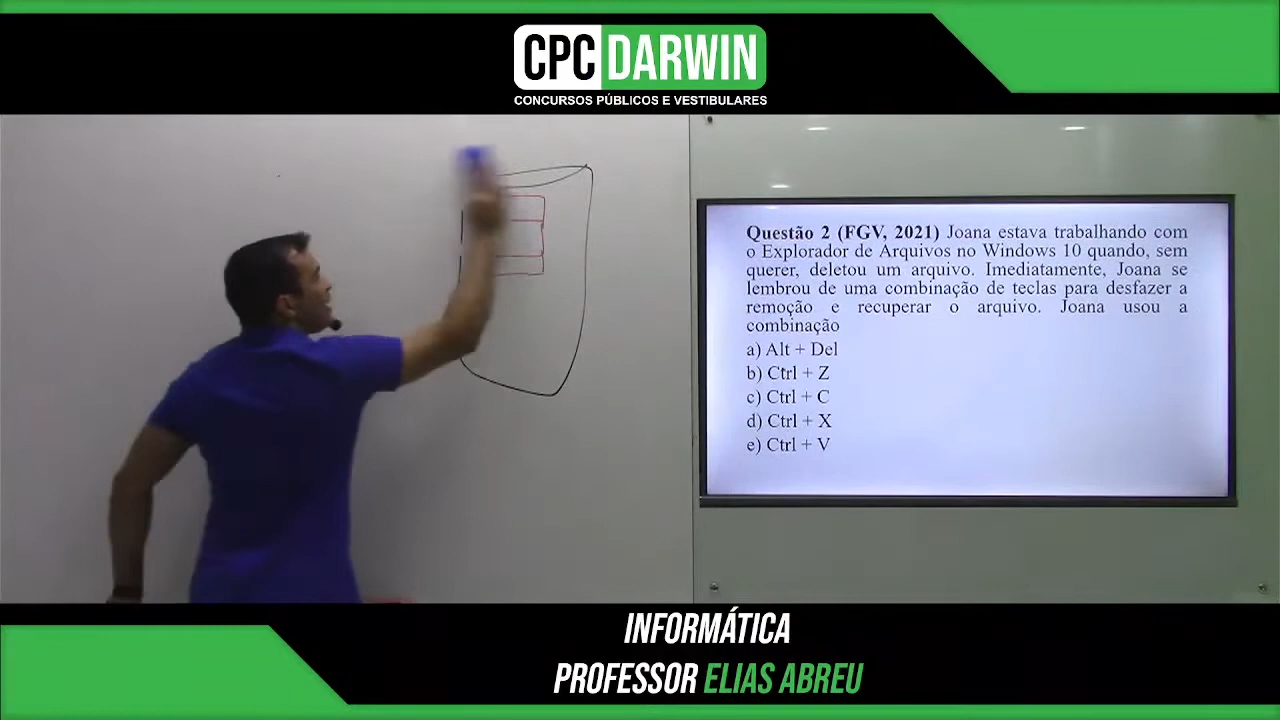 CPC DARWIN
CONCURSOS PÚBLICOS E VESTIBULARES
Questão 2 (FGV, 2021) Joana estava trabalhando com
o Explorador de Arquivos no Windows 10 quando, sem
querer, deletou um arquivo. Imediatamente, Joana se
lembrou de uma combinação de teclas para desfazer a
remoção e recuperar o arquivo. Joana usou a
combinação
a) Alt + Del
b) Ctrl + Z
c) Ctrl + C
d) Ctrl + X
e) Ctrl + V
INFORMÁTICA
PROFESSOR ELIAS ABREU